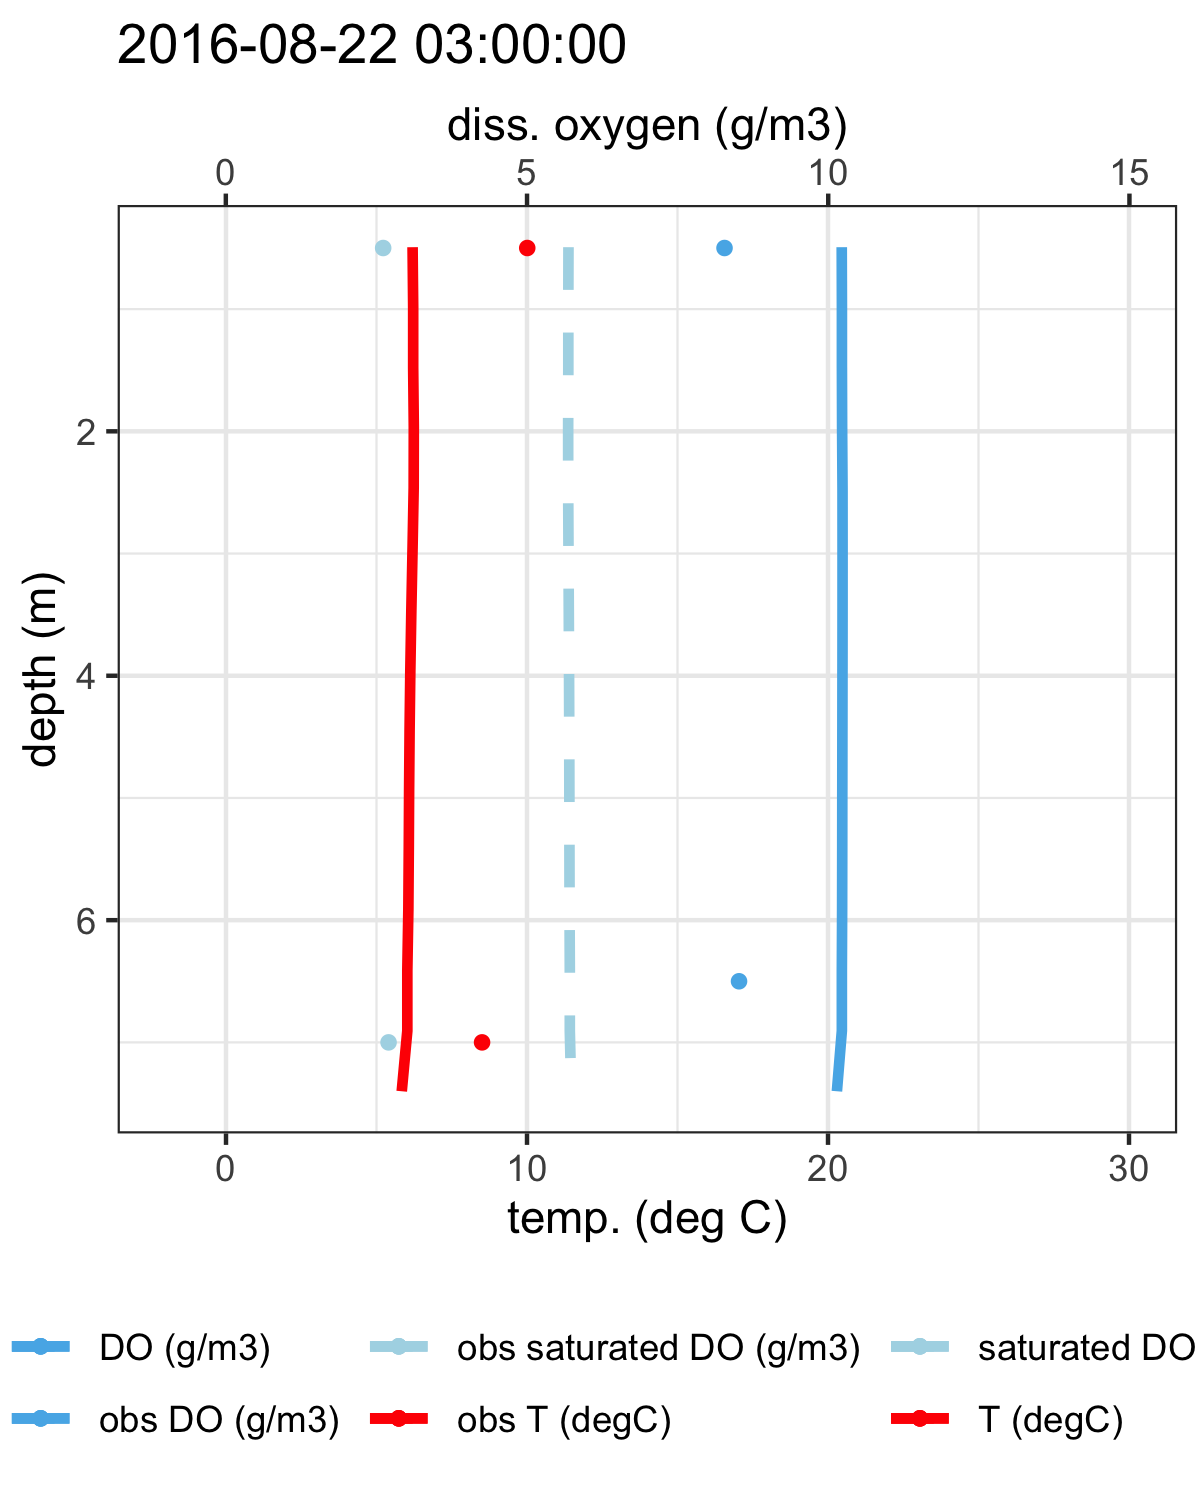 2016-08-22 03:00:00
diss. oxygen (g/m3)
0 5 10 15
depth (m)
2
4
6
0 10 20 30
temp. (deg C)
DO (g/m3) obs saturated DO (g/m3) saturated DO
obs DO (g/m3) obs T (degC) T (degC)